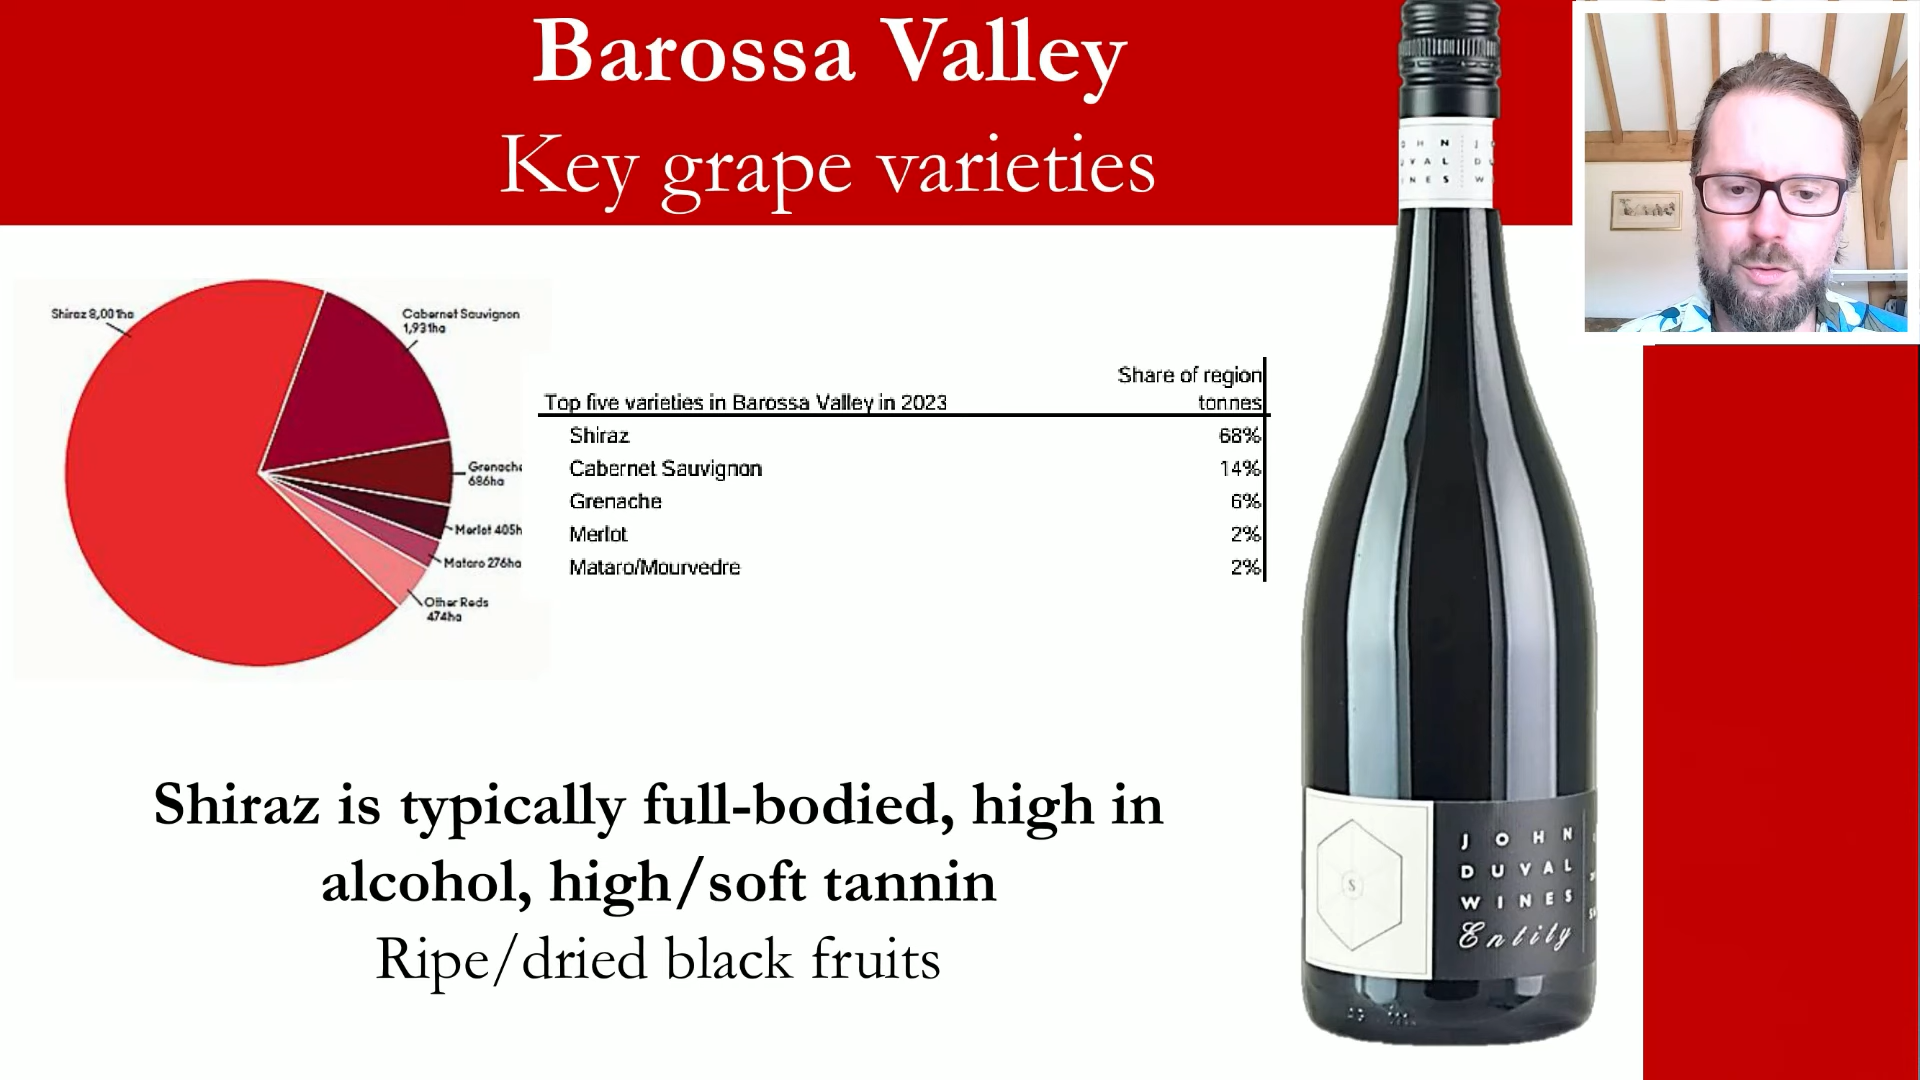 Barossa Valley
Key grape varieties
Shiraz 8,001ha
Cabernet Sauvignon
1,931ha
Grenache
686ha
Merlot 405h
Mataro 276ha
Other Reds
474ha
Share of region
Top five varieties in Barossa Valley in 2023 tonnes
Shiraz 68%
Cabernet Sauvignon 14%
Grenache 6%
Merlot 2%
Mataro/Mourvedre 2%
Shiraz is typically full-bodied, high in
alcohol, high/soft tannin
Ripe/dried black fruits
S
JOHN
DUVAL
WINES
Entity